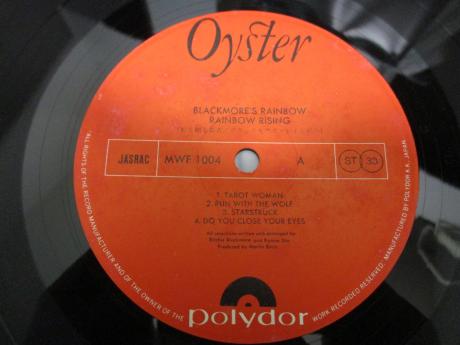 Oyster
BLACKMORE'S RAINBOW
RAINBOW RISING
JASRAC MWF 1004 A ST 33
1. TAROT WOMAN
2. RUN WITH THE WOLF
3. STARSTRUCK
4. DO YOU CLOSE YOUR EYES
All selections written and arranged by
Ritchie Blackmore and Ronnie Dio
Produced by Martin Birch
polydor
ALL RIGHTS OF THE RECORD MANUFACTURER AND OF THE OWNER OF THE WORK RECORDED RESERVED. MANUFACTURED BY POLYDOR K.K., JAPAN